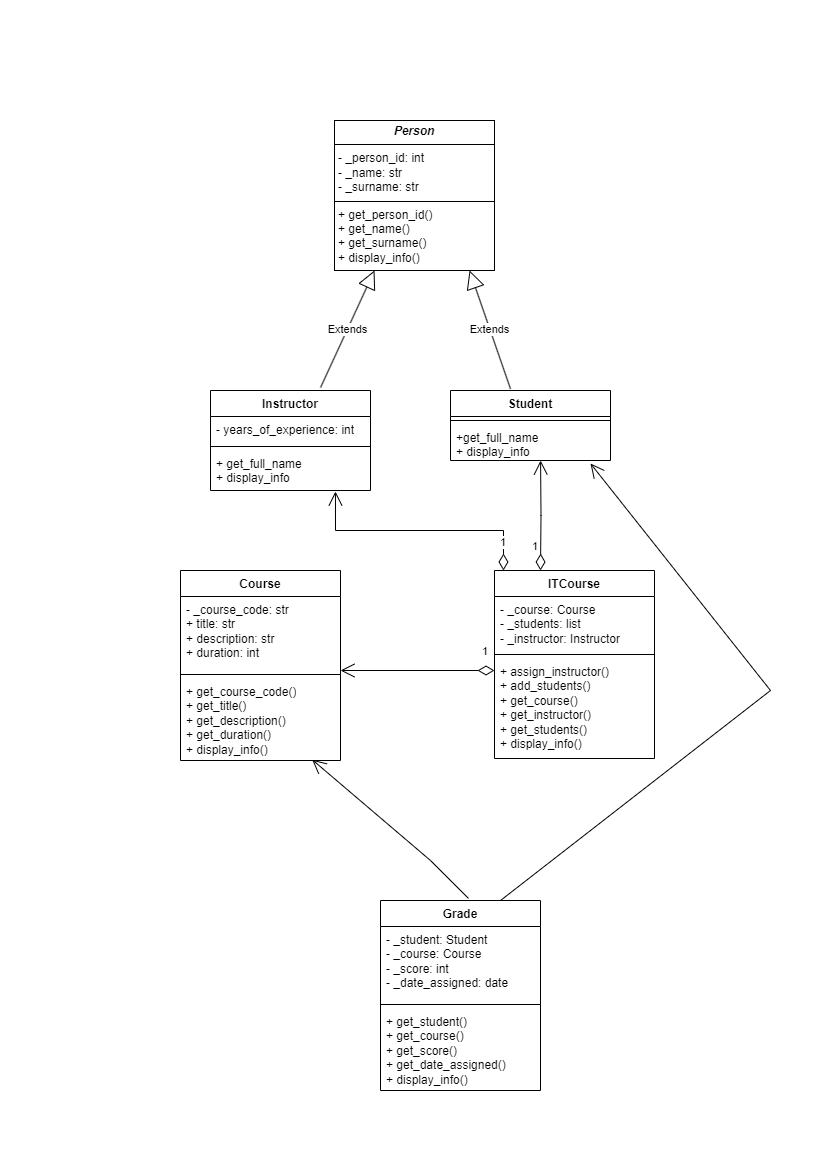 Person
- _person_id: int
- _name: str
- _surname: str
+ get_person_id()
+ get_name()
+ get_surname()
+ display_info()
Extends
Extends
Instructor
- years_of_experience: int
+ get_full_name
+ display_info
Student
+get_full_name
+ display_info
1
1
Course
- _course_code: str
+ title: str
+ description: str
+ duration: int
+ get_course_code()
+ get_title()
+ get_description()
+ get_duration()
+ display_info()
1
ITCourse
- _course: Course
- _students: list
- _instructor: Instructor
+ assign_instructor()
+ add_students()
+ get_course()
+ get_instructor()
+ get_students()
+ display_info()
Grade
- _student: Student
- _course: Course
- _score: int
- _date_assigned: date
+ get_student()
+ get_course()
+ get_score()
+ get_date_assigned()
+ display_info()